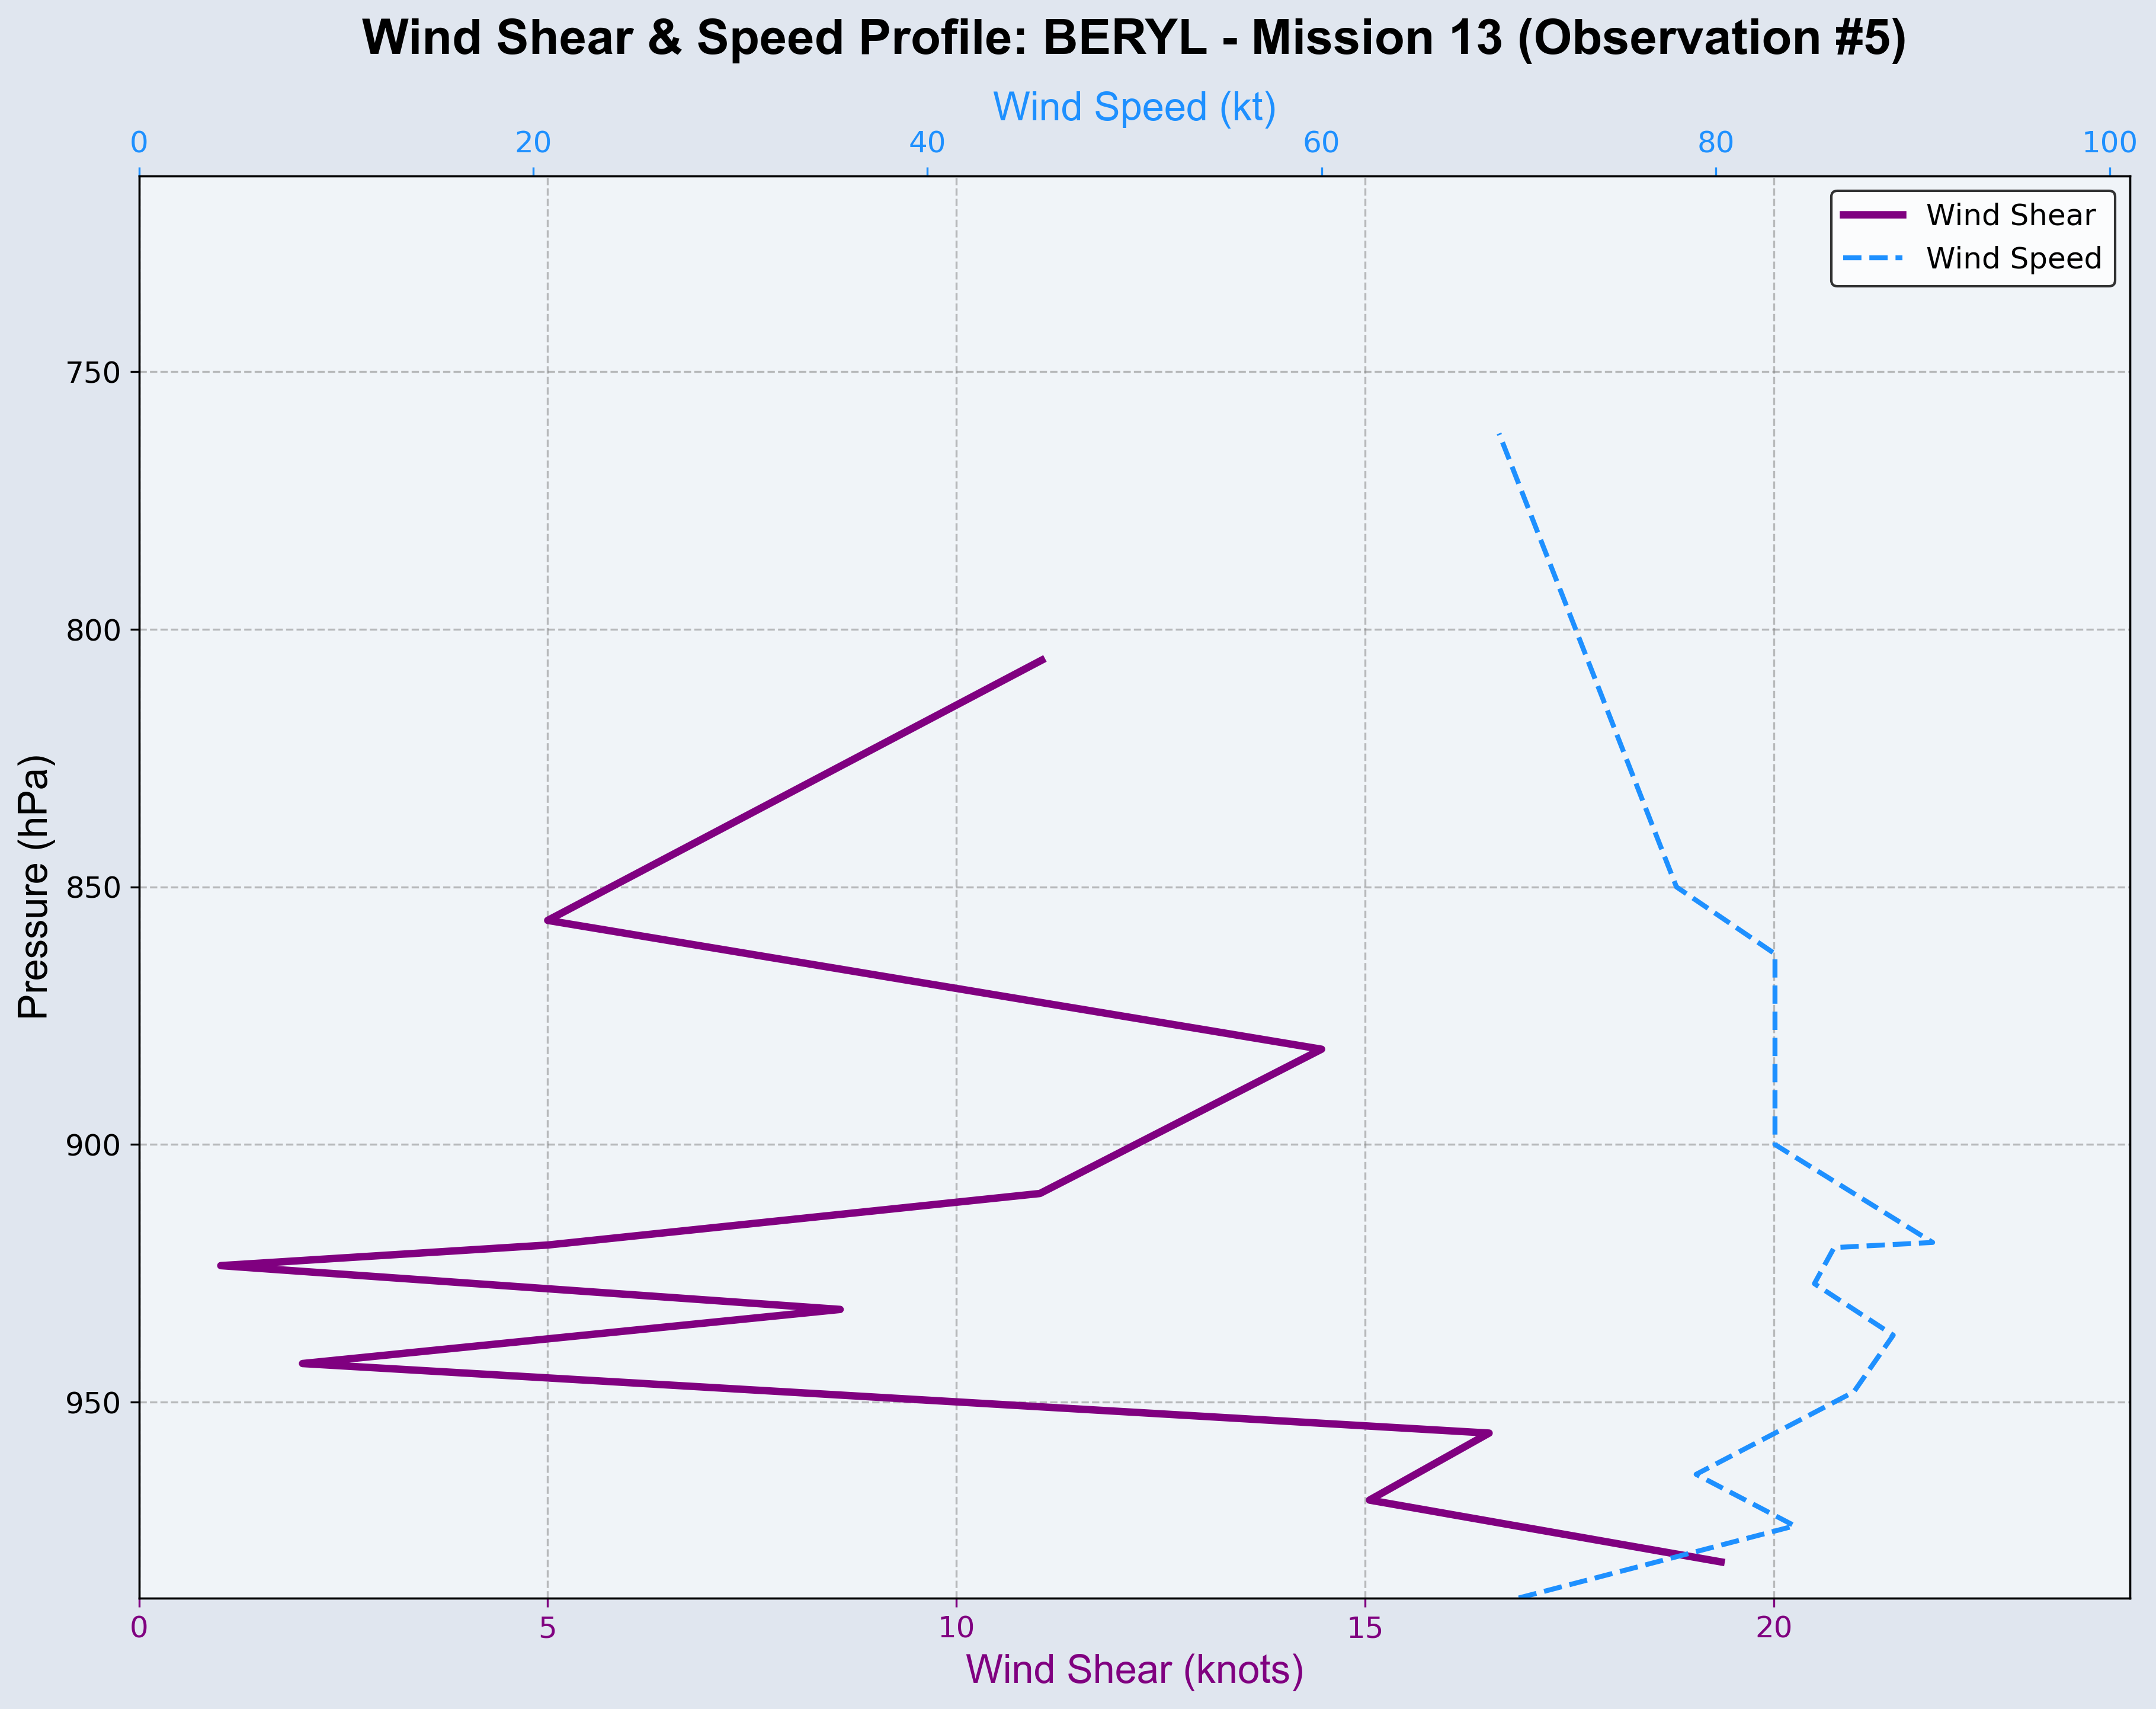 Wind Shear & Speed Profile: BERYL - Mission 13 (Observation #5)
Wind Speed (kt)
0 20 40 60 80 100
Wind Shear
Wind Speed
750
800
850
900
950
Pressure (hPa)
0 5 10 15 20
Wind Shear (knots)